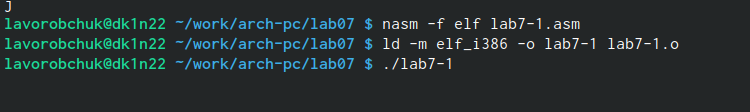 J
lavorobchuk@dk1n22 ~/work/arch-pc/lab07 $ nasm -f elf lab7-1.asm
lavorobchuk@dk1n22 ~/work/arch-pc/lab07 $ ld -m elf_i386 -o lab7-1 lab7-1.o
lavorobchuk@dk1n22 ~/work/arch-pc/lab07 $ ./lab7-1